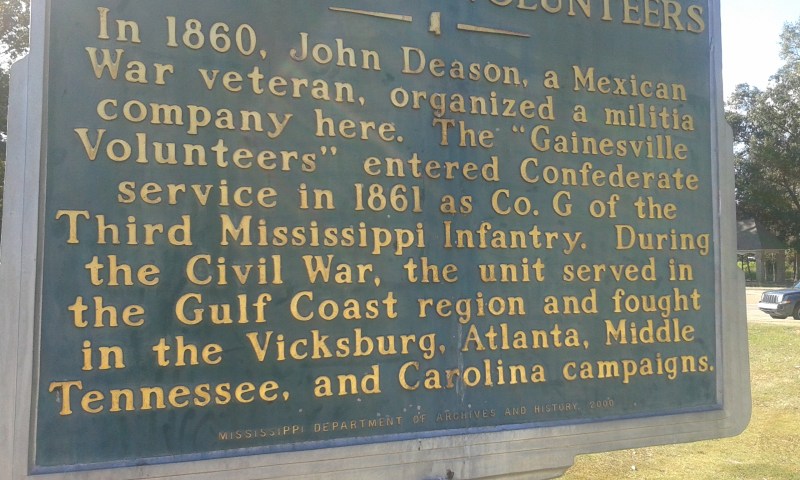 VOLUNTEERS
In 1860, John Deason, a Mexican
War veteran, organized a militia
company here. The "Gainesville
Volunteers" entered Confederate
service in 1861 as Co. G of the
Third Mississippi Infantry. During
the Civil War, the unit served in
the Gulf Coast region and fought
in the Vicksburg, Atlanta, Middle
Tennessee, and Carolina campaigns.
MISSISSIPPI DEPARTMENT OF ARCHIVES AND HISTORY, 2000